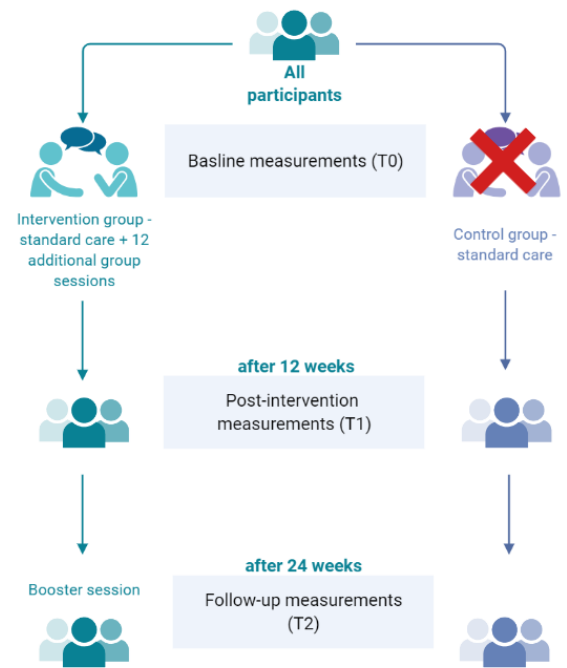 All
participants
Basline measurements (T0)
Intervention group -
standard care + 12
additional group
sessions
Control group -
standard care
after 12 weeks
Post-intervention
measurements (T1)
after 24 weeks
Booster session
Follow-up measurements
(T2)